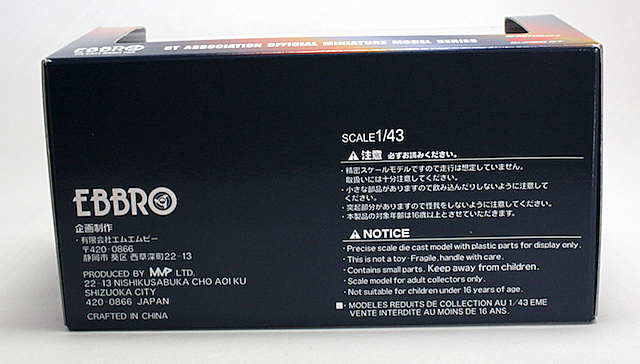 EBBRO
GT ASSOCIATION OFFICIAL MINIATURE MODEL SERIES
SCALE1/43
注意 必ずお読みください。
・精密スケールモデルですので走行は想定していません。
取扱いには十分注意してください。
・小さな部品がありますので飲み込んだりしないように注意して
ください。
・突起部分がありますので怪我をしないように注意してください。
・本製品の対象年齢は16歳以上とさせていただきます。
NOTICE
・Precise scale die cast model with plastic parts for display only.
・This is not a toy・Fragile, handle with care.
・Contains small parts. Keep away from children.
・Scale model for adult collectors only.
・Not suitable for children under 16 years of age.
・MODELES REDUITS DE COLLECTION AU 1/43 EME
VENTE INTERDITE AU MOINS DE 16 ANS.
EBBRO
企画制作
・有限会社エムエムピー
〒420-0866
静岡市 葵区 西草深町22-13
PRODUCED BY MMP LTD.
22-13 NISHIKUSABUKA CHO AOI KU
SHIZUOKA CITY
420-0866 JAPAN
CRAFTED IN CHINA